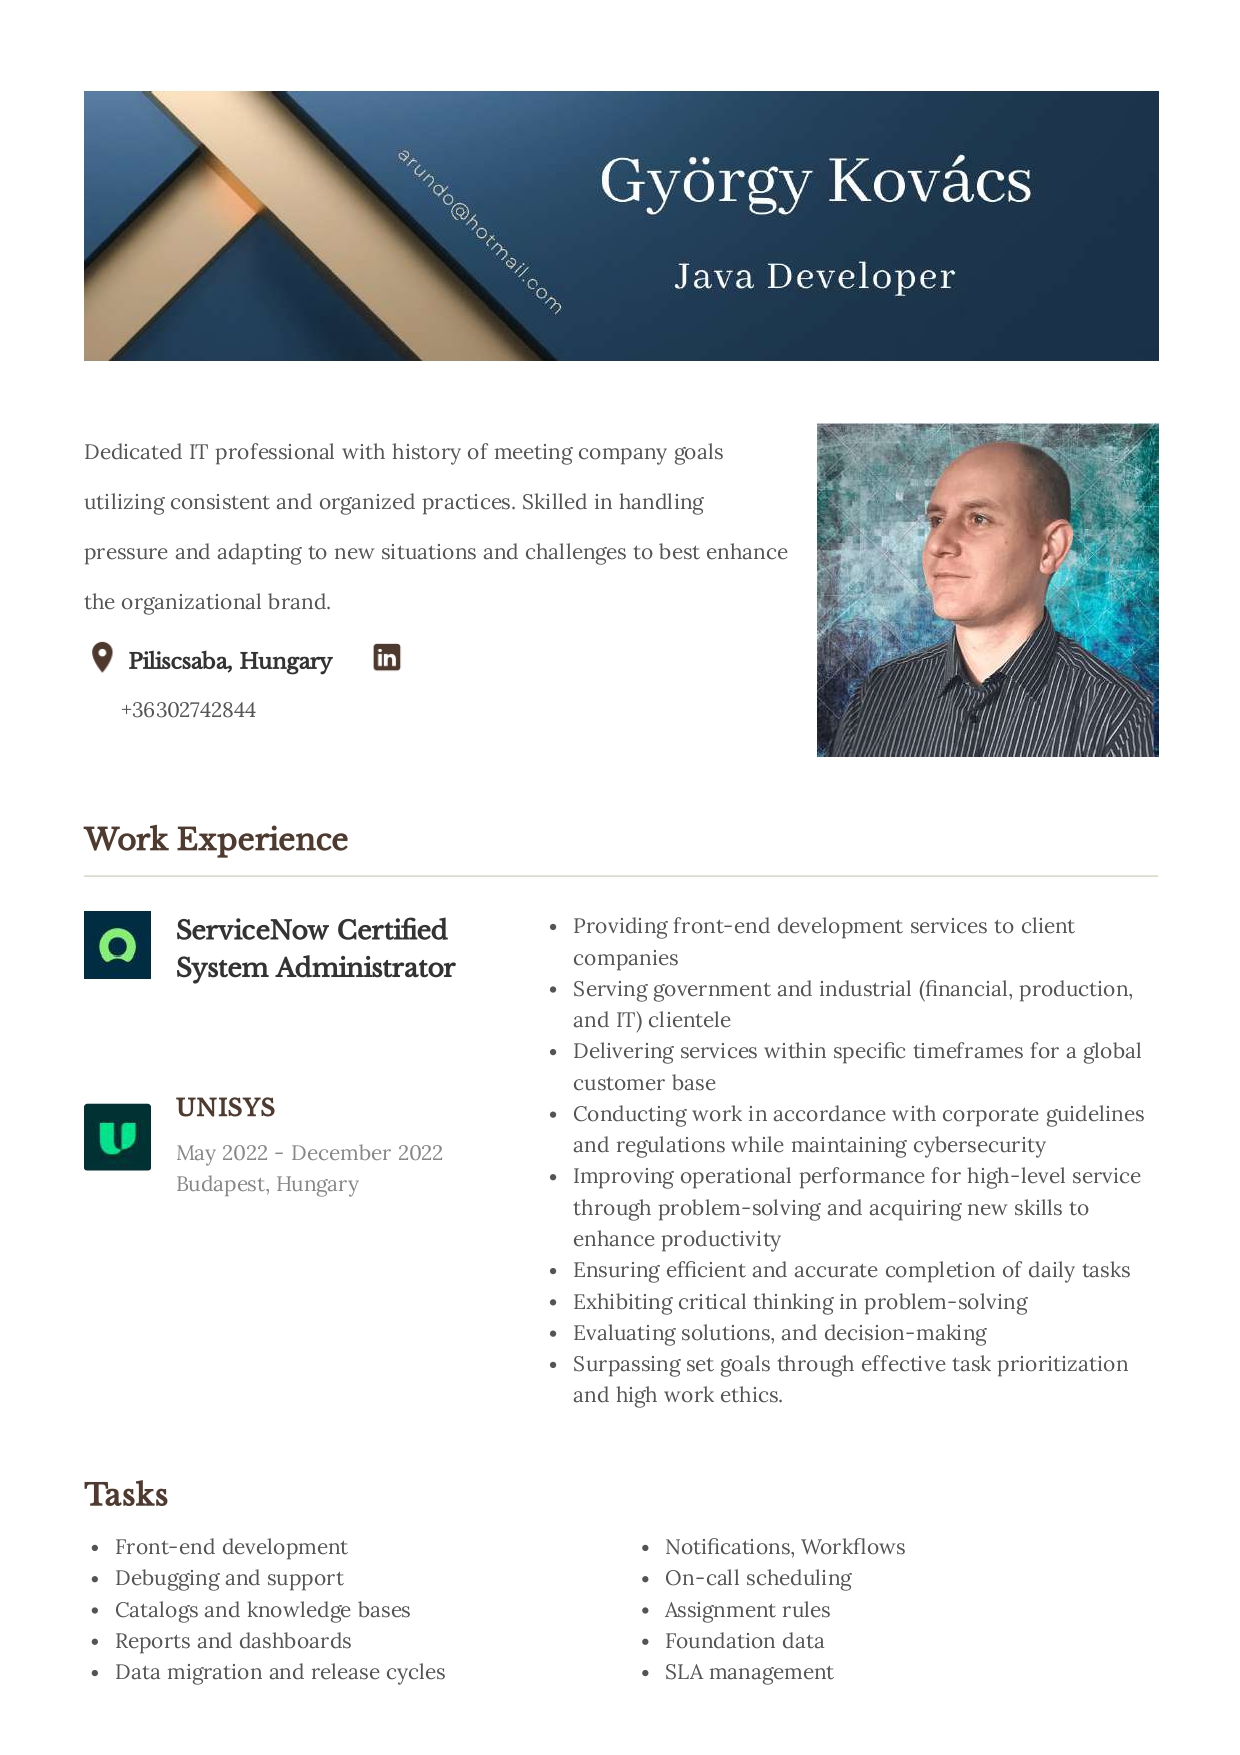 arundo@hotmail.com
György Kovács
Java Developer
Dedicated IT professional with history of meeting company goals
utilizing consistent and organized practices. Skilled in handling
pressure and adapting to new situations and challenges to best enhance
the organizational brand.
Piliscsaba, Hungary
in
+36302742844
Work Experience
ServiceNow Certified
System Administrator
UNISYS
May 2022 - December 2022
Budapest, Hungary
• Providing front-end development services to client
companies
• Serving government and industrial (financial, production,
and IT) clientele
• Delivering services within specific timeframes for a global
customer base
• Conducting work in accordance with corporate guidelines
and regulations while maintaining cybersecurity
• Improving operational performance for high-level service
through problem-solving and acquiring new skills to
enhance productivity
• Ensuring efficient and accurate completion of daily tasks
• Exhibiting critical thinking in problem-solving
• Evaluating solutions, and decision-making
• Surpassing set goals through effective task prioritization
and high work ethics.
Tasks
• Front-end development
• Debugging and support
• Catalogs and knowledge bases
• Reports and dashboards
• Data migration and release cycles
• Notifications, Workflows
• On-call scheduling
• Assignment rules
• Foundation data
• SLA management